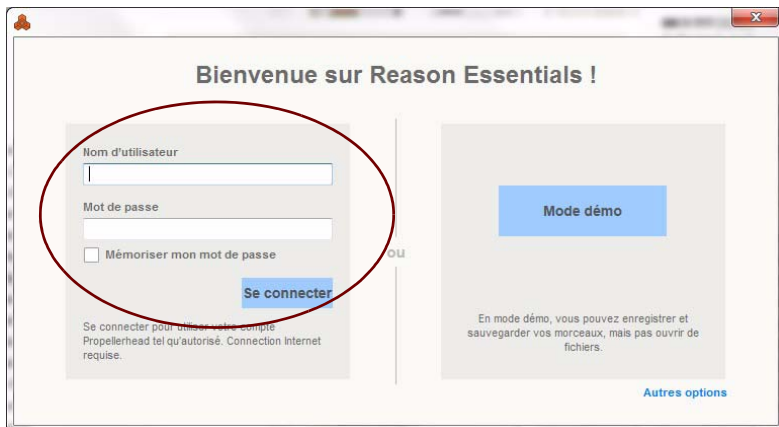 Bienvenue sur Reason Essentials !
Nom d'utilisateur
Mot de passe
Mémoriser mon mot de passe
Se connecter
Se connecter pour utiliser votre compte
Propellerhead tel qu'autorisé. Connection Internet
requise.
ou
Mode démo
En mode démo, vous pouvez enregistrer et
sauvegarder vos morceaux, mais pas ouvrir de
fichiers.
Autres options